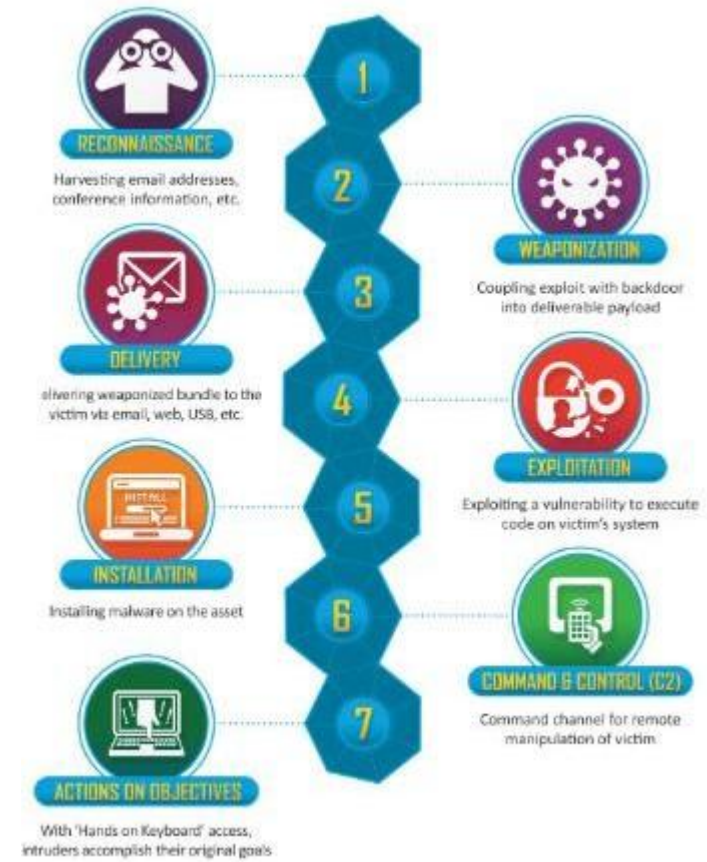 1
RECONNAISSANCE
Harvesting email addresses,
conference information, etc.
2
WEAPONIZATION
Coupling exploit with backdoor
into deliverable payload
3
DELIVERY
elivering weaponized bundle to the
victim via email, web, USB, etc.
4
EXPLOITATION
Exploiting a vulnerability to execute
code on victim's system
5
INSTALL
INSTALLATION
Installing malware on the asset
6
COMMAND & CONTROL (C2)
Command channel for remote
manipulation of victim
7
ACTIONS ON OBJECTIVES
With 'Hands on Keyboard' access,
intruders accomplish their original goals